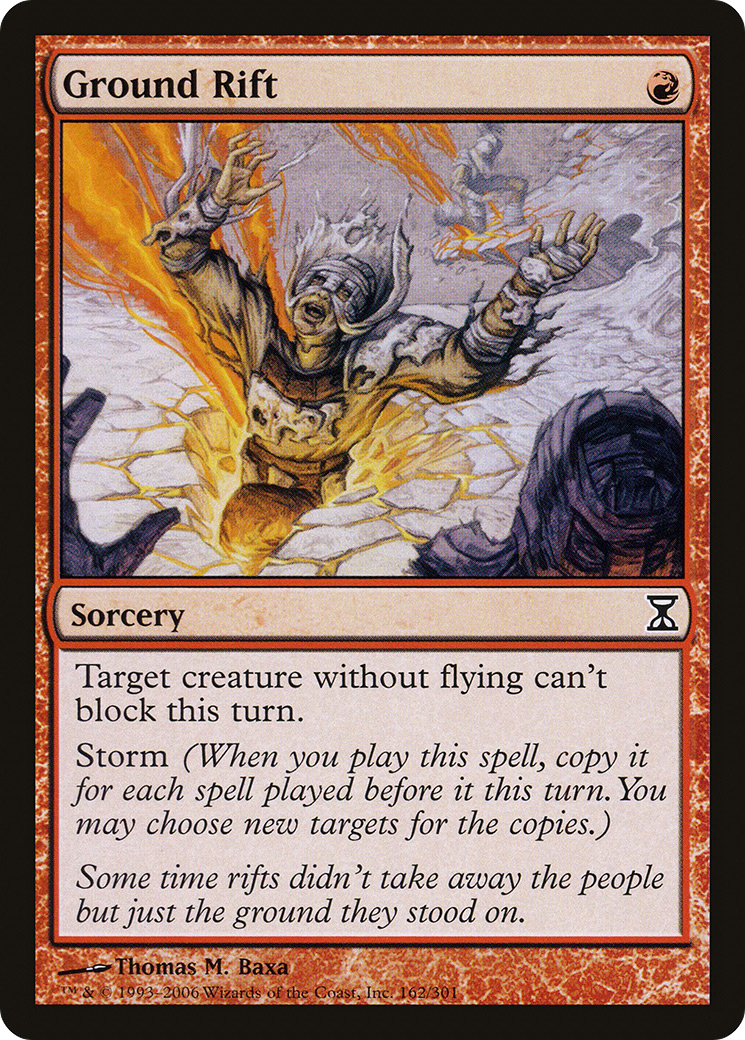 Ground Rift
Sorcery
Target creature without flying can't
block this turn.
Storm (When you play this spell, copy it
for each spell played before it this turn. You
may choose new targets for the copies.)
Some time rifts didn't take away the people
but just the ground they stood on.
Thomas M. Baxa
™ & © 1993–2006 Wizards of the Coast, Inc. 162/301